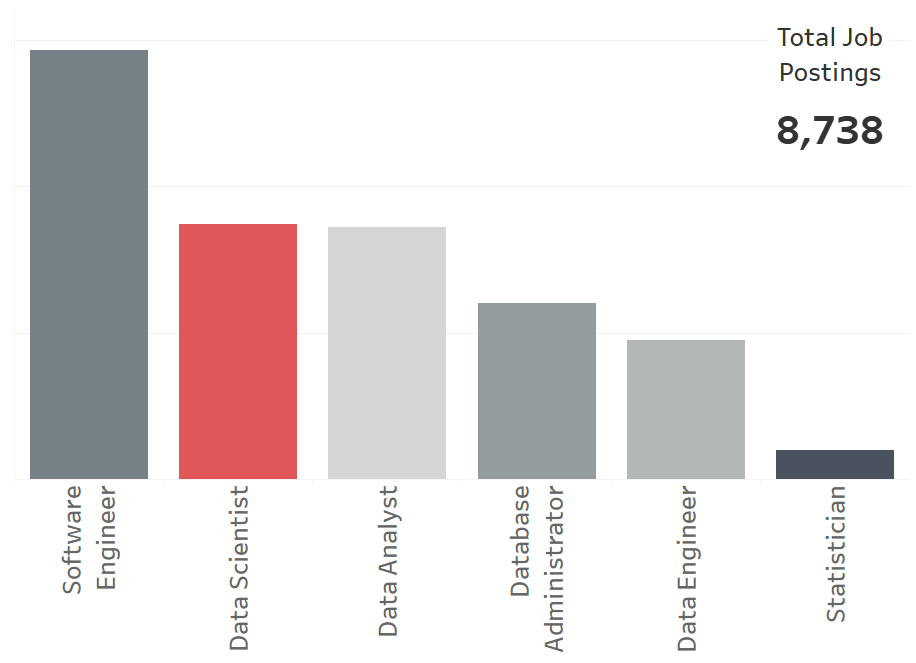 Total Job
Postings
8,738
Software
Engineer
Data Scientist
Data Analyst
Database
Administrator
Data Engineer
Statistician